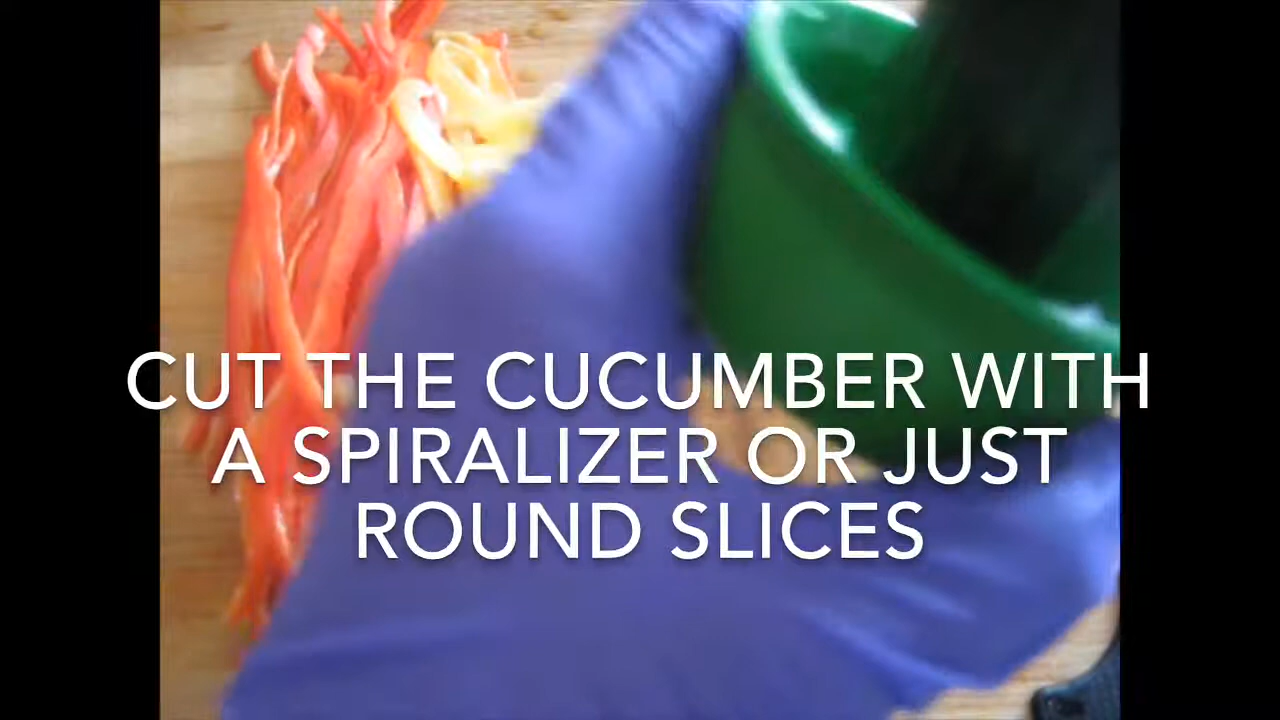 CUT THE CUCUMBER WITH
A SPIRALIZER OR JUST
ROUND SLICES